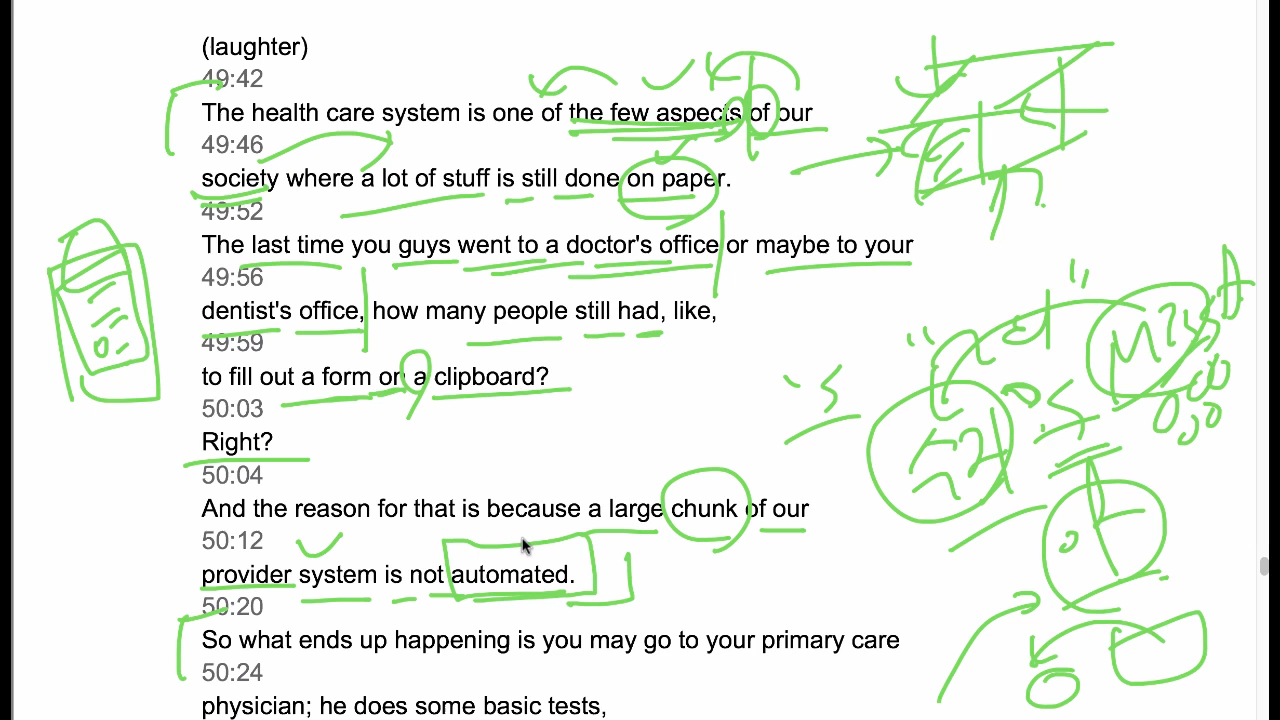 (laughter)
49:42
The health care system is one of the few aspects of our
49:46
society where a lot of stuff is still done on paper.
49:52
The last time you guys went to a doctor's office or maybe to your
49:56
dentist's office, how many people still had, like,
49:59
to fill out a form on a clipboard?
50:03
Right?
50:04
And the reason for that is because a large chunk of our
50:12
provider system is not automated.
50:20
So what ends up happening is you may go to your primary care
50:24
physician; he does some basic tests,